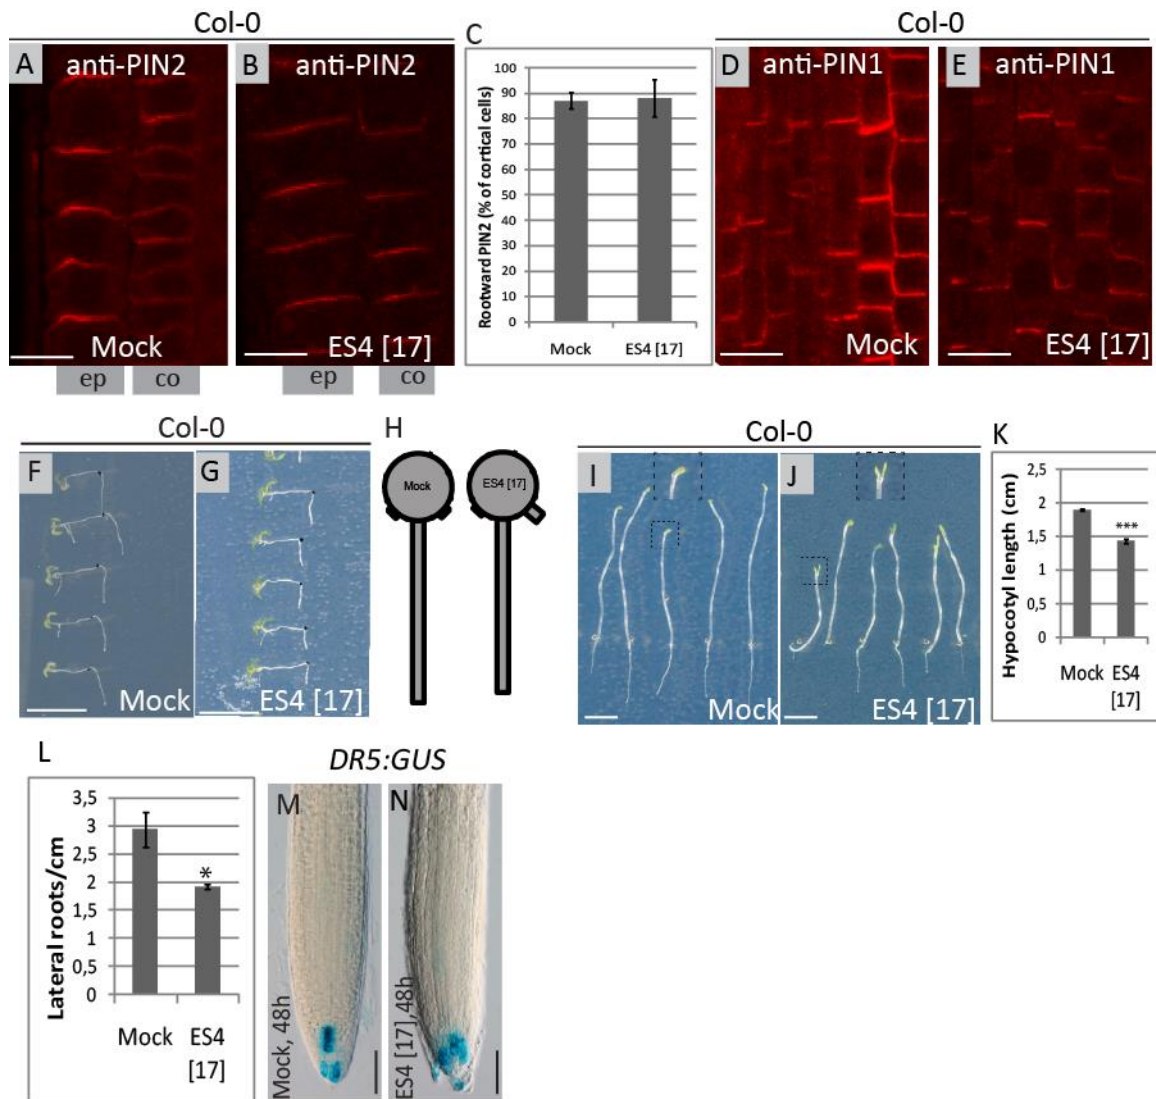 Col-0
Col-0
A
anti-PIN2
B
anti-PIN2
C
D
anti-PIN1
E
anti-PIN1
Rootward PIN2 (% of cortical cells)
100
90
80
70
60
50
40
30
20
10
0
Mock
ES4 [17]
Mock
ES4 [17]
Mock
ES4 [17]
ep
co
ep
co
Col-0
H
Col-0
K
F
G
Mock
ES4 [17]
I
J
Hypocotyl length (cm)
2,5
2
1,5
1
0,5
0
***
Mock
ES4
[17]
Mock
ES4 [17]
Mock
ES4 [17]
L
DR5:GUS
Lateral roots/cm
3,5
3
2,5
2
1,5
1
0,5
0
*
Mock
ES4
[17]
M
Mock, 48h
N
ES4 [17],48h